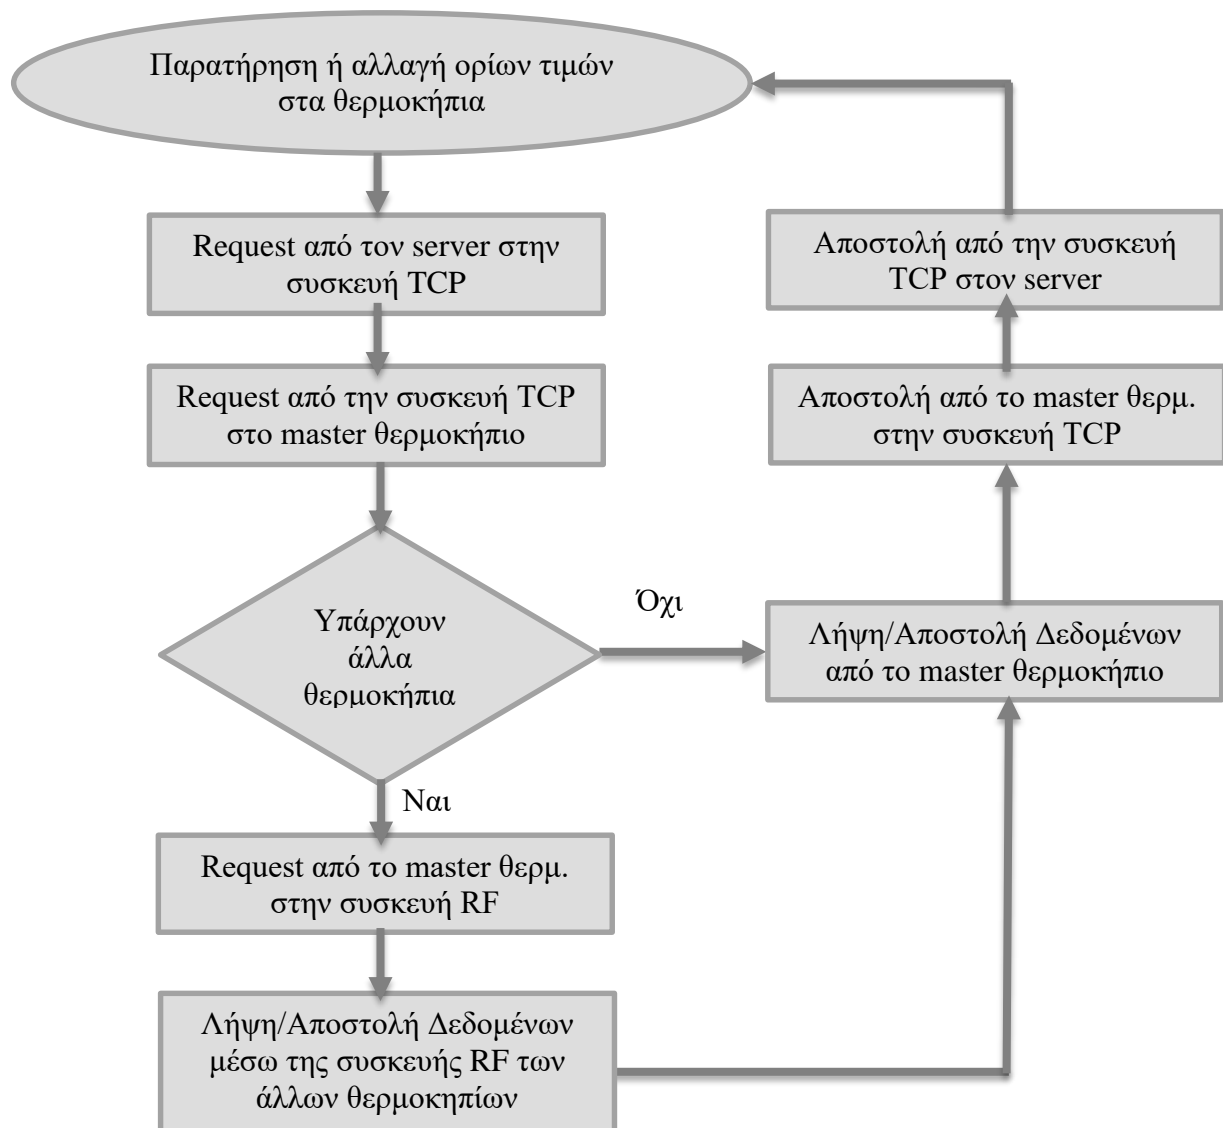 Παρατήρηση ή αλλαγή ορίων τιμών
στα θερμοκήπια
Request από τον server στην
συσκευή TCP
Request από την συσκευή TCP
στο master θερμοκήπιο
Υπάρχουν
άλλα
θερμοκήπια
Όχι
Ναι
Request από το master θερμ.
στην συσκευή RF
Λήψη/Αποστολή Δεδομένων
μέσω της συσκευής RF των
άλλων θερμοκηπίων
Λήψη/Αποστολή Δεδομένων
από το master θερμοκήπιο
Αποστολή από το master θερμ.
στην συσκευή TCP
Αποστολή από την συσκευή
TCP στον server